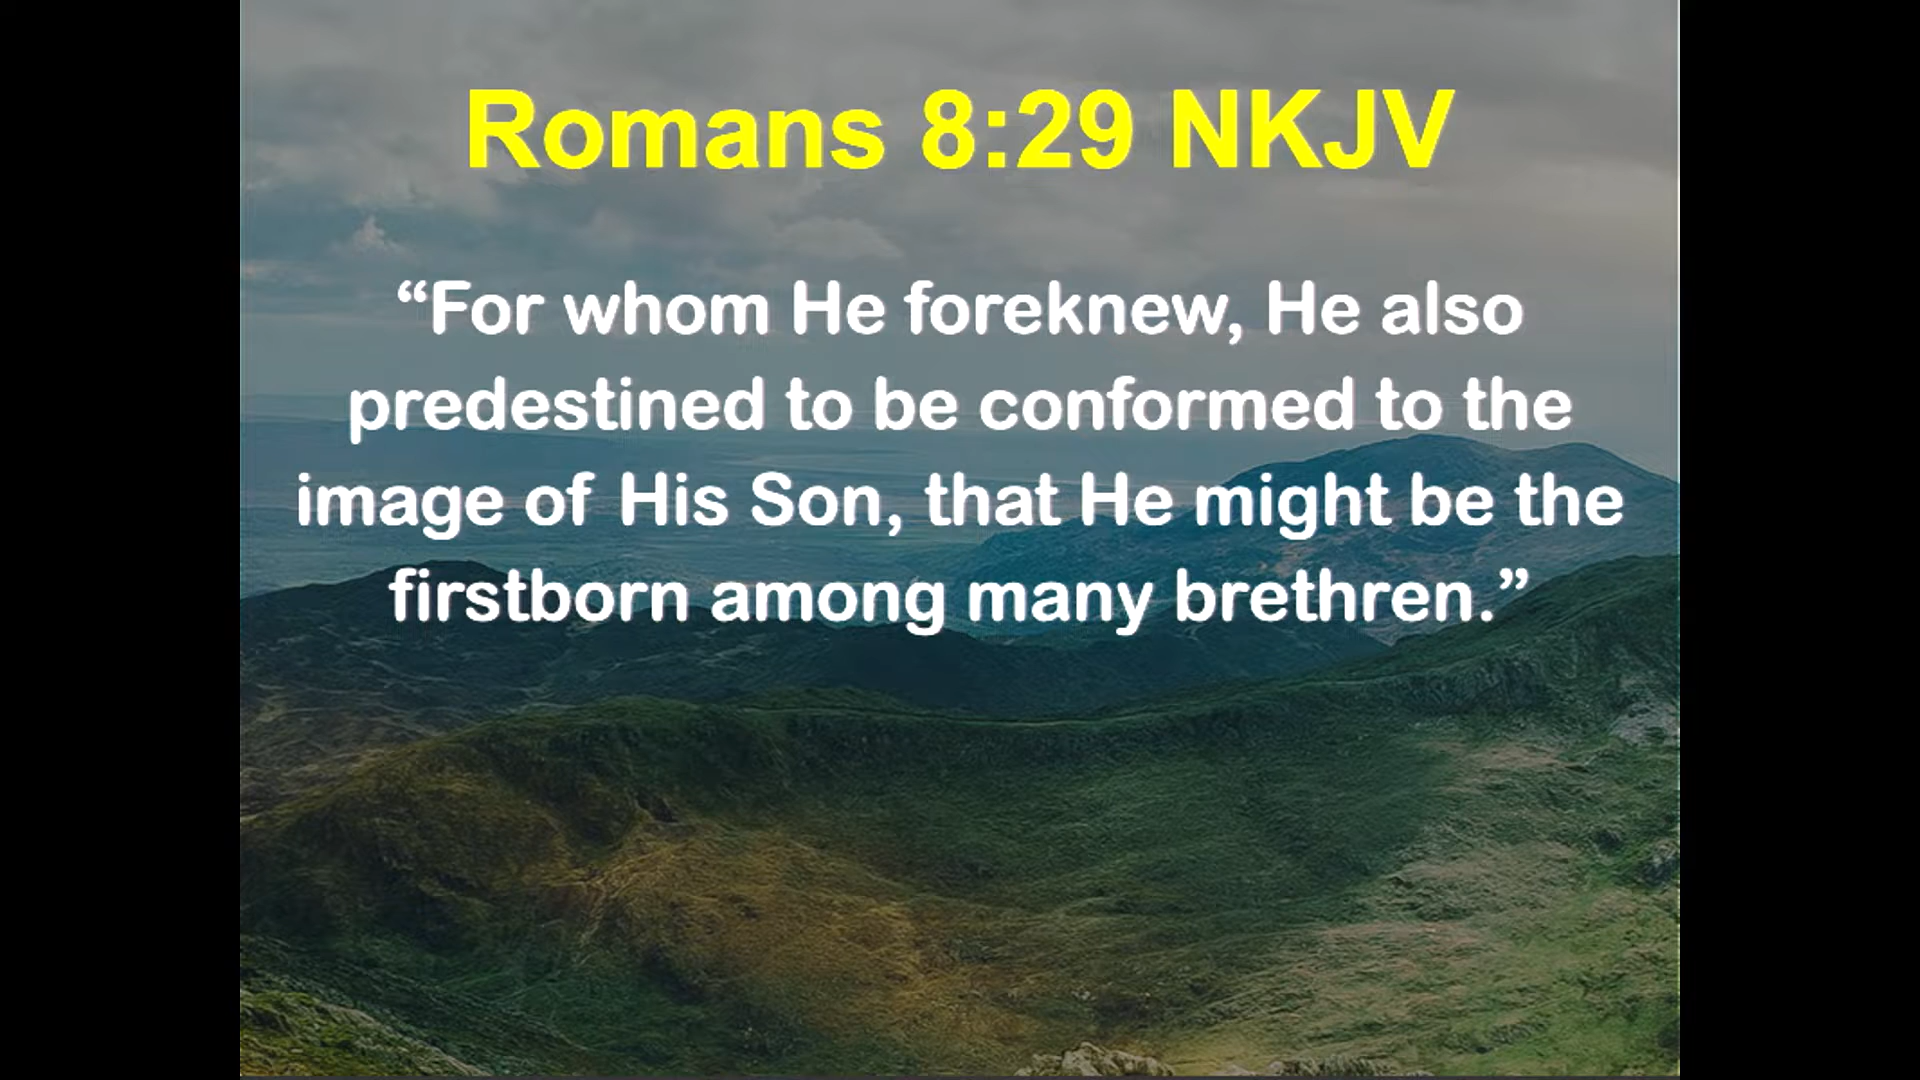 Romans 8:29 NKJV
“For whom He foreknew, He also
predestined to be conformed to the
image of His Son, that He might be the
firstborn among many brethren.”